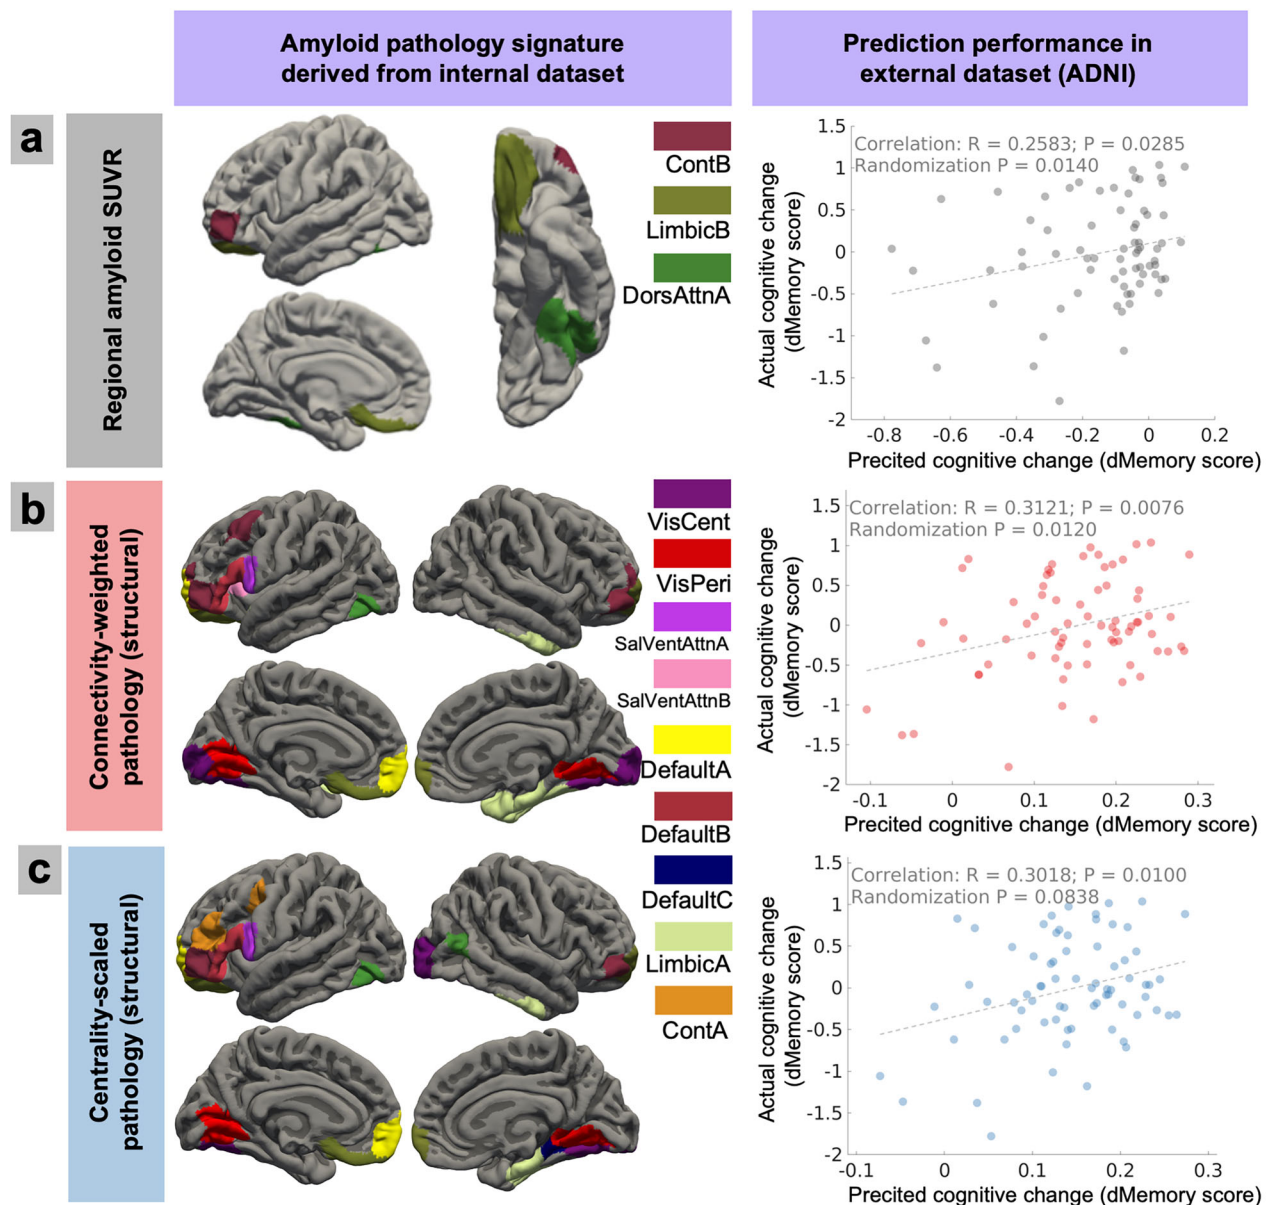 Amyloid pathology signature
derived from internal dataset
Prediction performance in
external dataset (ADNI)
a
Regional amyloid SUVR
ContB
LimbicB
DorsAttnA
Correlation: R = 0.2583; P = 0.0285
Randomization P = 0.0140
1.5
1
0.5
0
-0.5
-1
-1.5
-2
Actual cognitive change
(dMemory score)
-0.8
-0.6
-0.4
-0.2
0
0.2
Precited cognitive change (dMemory score)
b
Connectivity-weighted
pathology (structural)
VisCent
VisPeri
SalVentAttnA
SalVentAttnB
DefaultA
DefaultB
DefaultC
LimbicA
ContA
Correlation: R = 0.3121; P = 0.0076
Randomization P = 0.0120
1
0.5
0
-0.5
-1
-1.5
-2
Actual cognitive change
(dMemory score)
-0.1
0
0.1
0.2
0.3
Precited cognitive change (dMemory score)
c
Centrality-scaled
pathology (structural)
Correlation: R = 0.3018; P = 0.0100
Randomization P = 0.0838
1.5
1
0.5
0
-0.5
-1
-1.5
-2
Actual cognitive change
(dMemory score)
-0.1
0
0.1
0.2
0.3
Precited cognitive change (dMemory score)